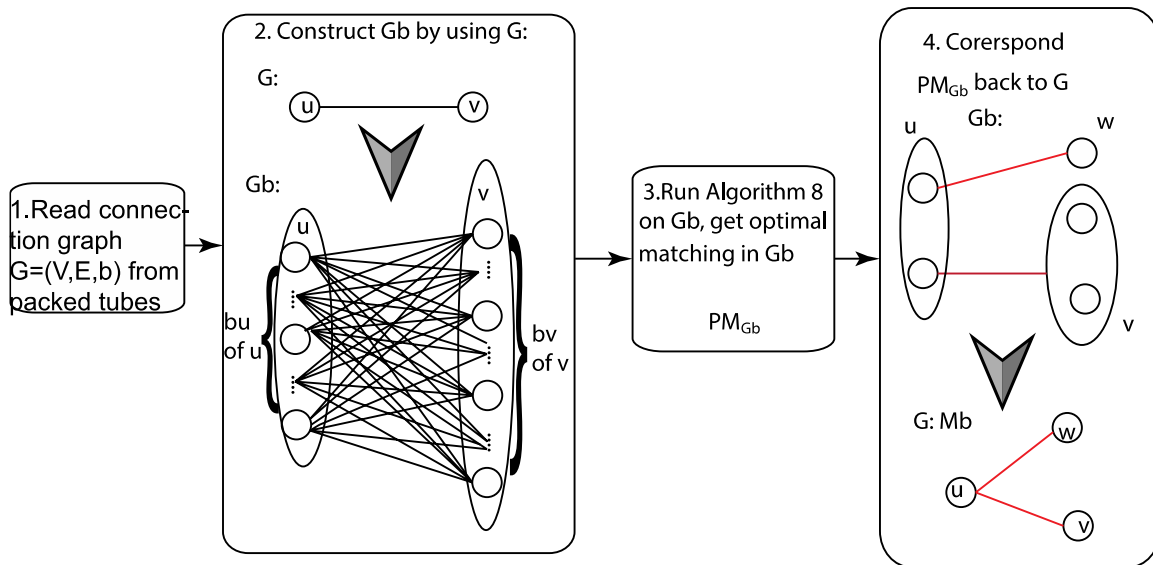 1.Read connec-
tion graph
G=(V,E,b) from
packed tubes
2. Construct Gb by using G:
G:
u
v
Gb:
u
v
bu
of u
bv
of v
3.Run Algorithm 8
on Gb, get optimal
matching in Gb
PMGb
4. Corerspond
PMGb back to G
Gb:
u
w
v
G: Mb
w
u
v